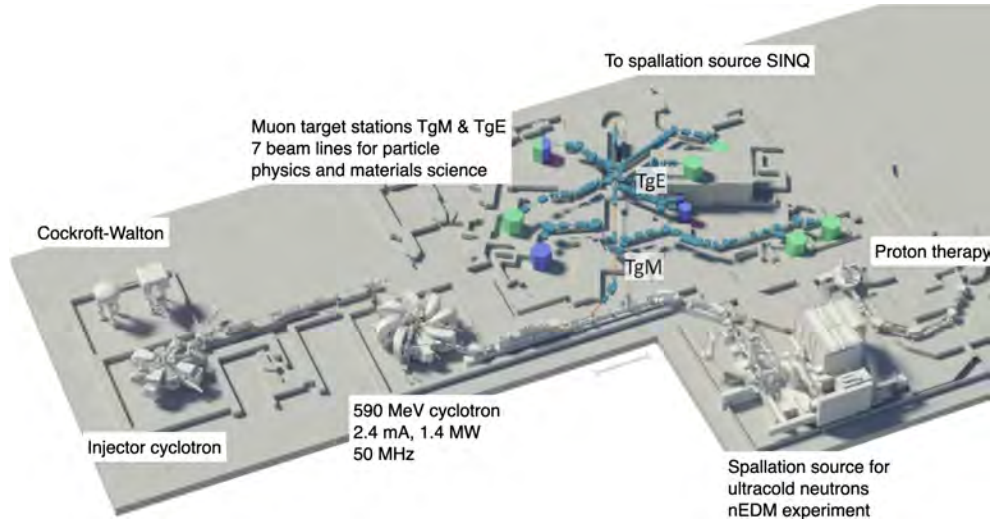 To spallation source SINQ
Muon target stations TgM & TgE
7 beam lines for particle
physics and materials science
TgE
Cockroft-Walton
TgM
Proton therapy
590 MeV cyclotron
2.4 mA, 1.4 MW
50 MHz
Injector cyclotron
Spallation source for
ultracold neutrons
nEDM experiment